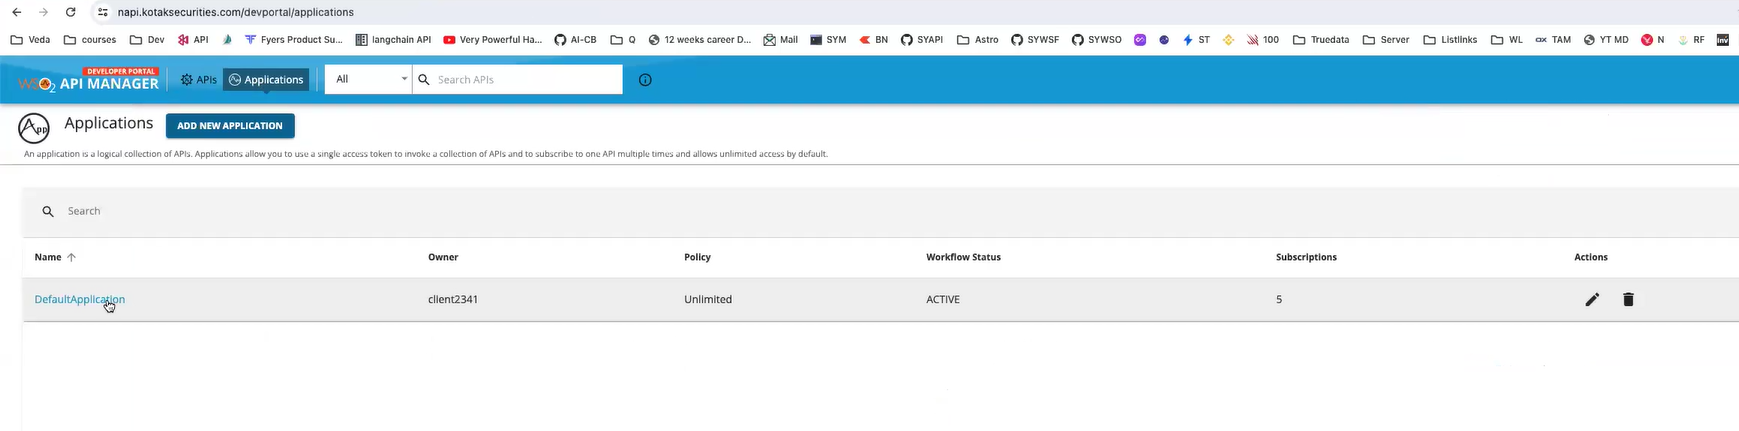 napi.kotaksecurities.com/devportal/applications
Veda courses Dev API Fyers Product Su... langchain API Very Powerful Ha... AI-CB Q 12 weeks career D... Mail SYM BN SYAPI Astro SYWSF SYWSO ST 100 Truedata Server Listlinks WL TAM YT MD N RF
DEVELOPER PORTAL
WSO2 API MANAGER APIs Applications All Search APIs
App Applications ADD NEW APPLICATION
An application is a logical collection of APIs. Applications allow you to use a single access token to invoke a collection of APIs and to subscribe to one API multiple times and allows unlimited access by default.
Search
Name Owner Policy Workflow Status Subscriptions Actions
DefaultApplication client2341 Unlimited ACTIVE 5